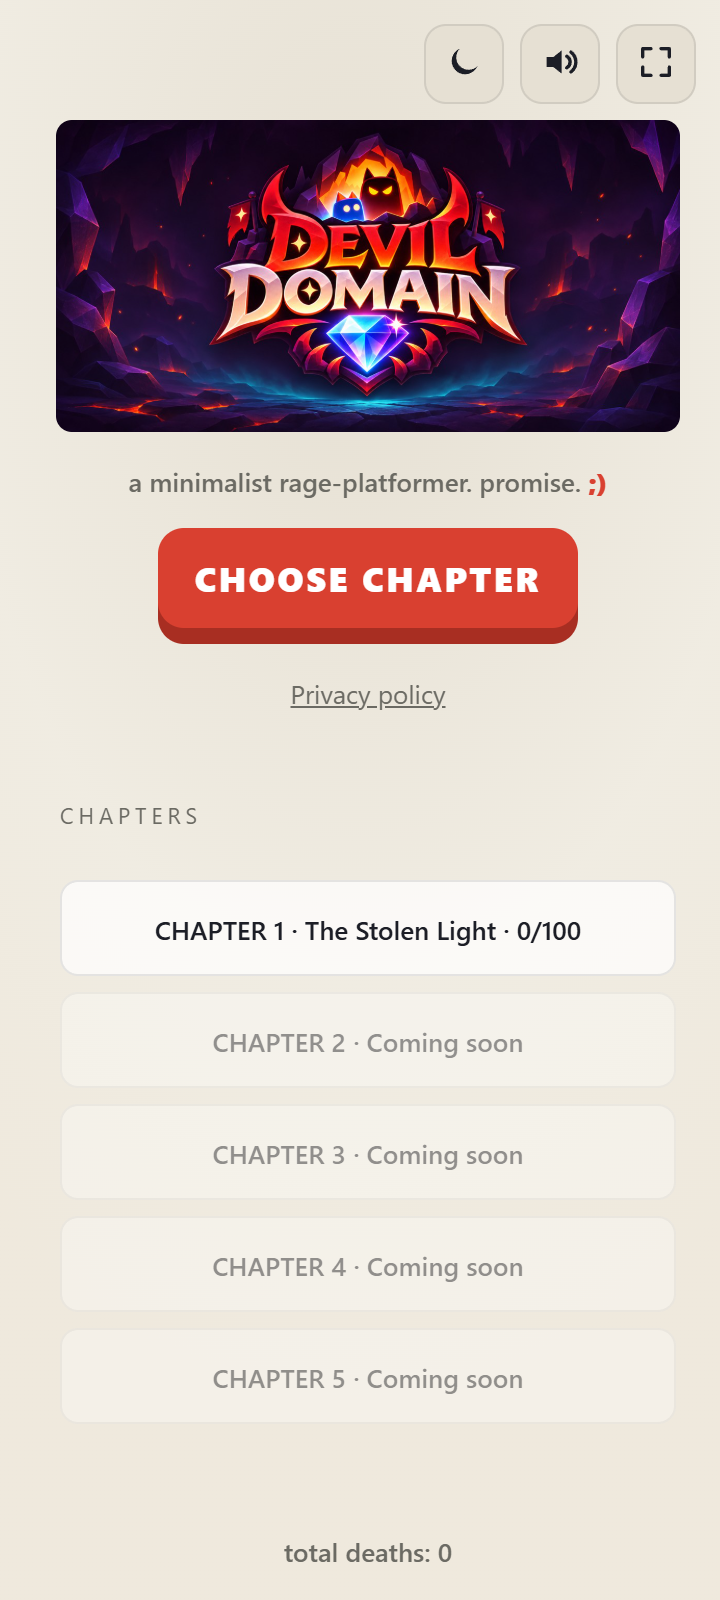 DEVIL
DOMAIN
a minimalist rage-platformer. promise. ;)
CHOOSE CHAPTER
Privacy policy
CHAPTERS
CHAPTER 1 · The Stolen Light · 0/100
CHAPTER 2 · Coming soon
CHAPTER 3 · Coming soon
CHAPTER 4 · Coming soon
CHAPTER 5 · Coming soon
total deaths: 0